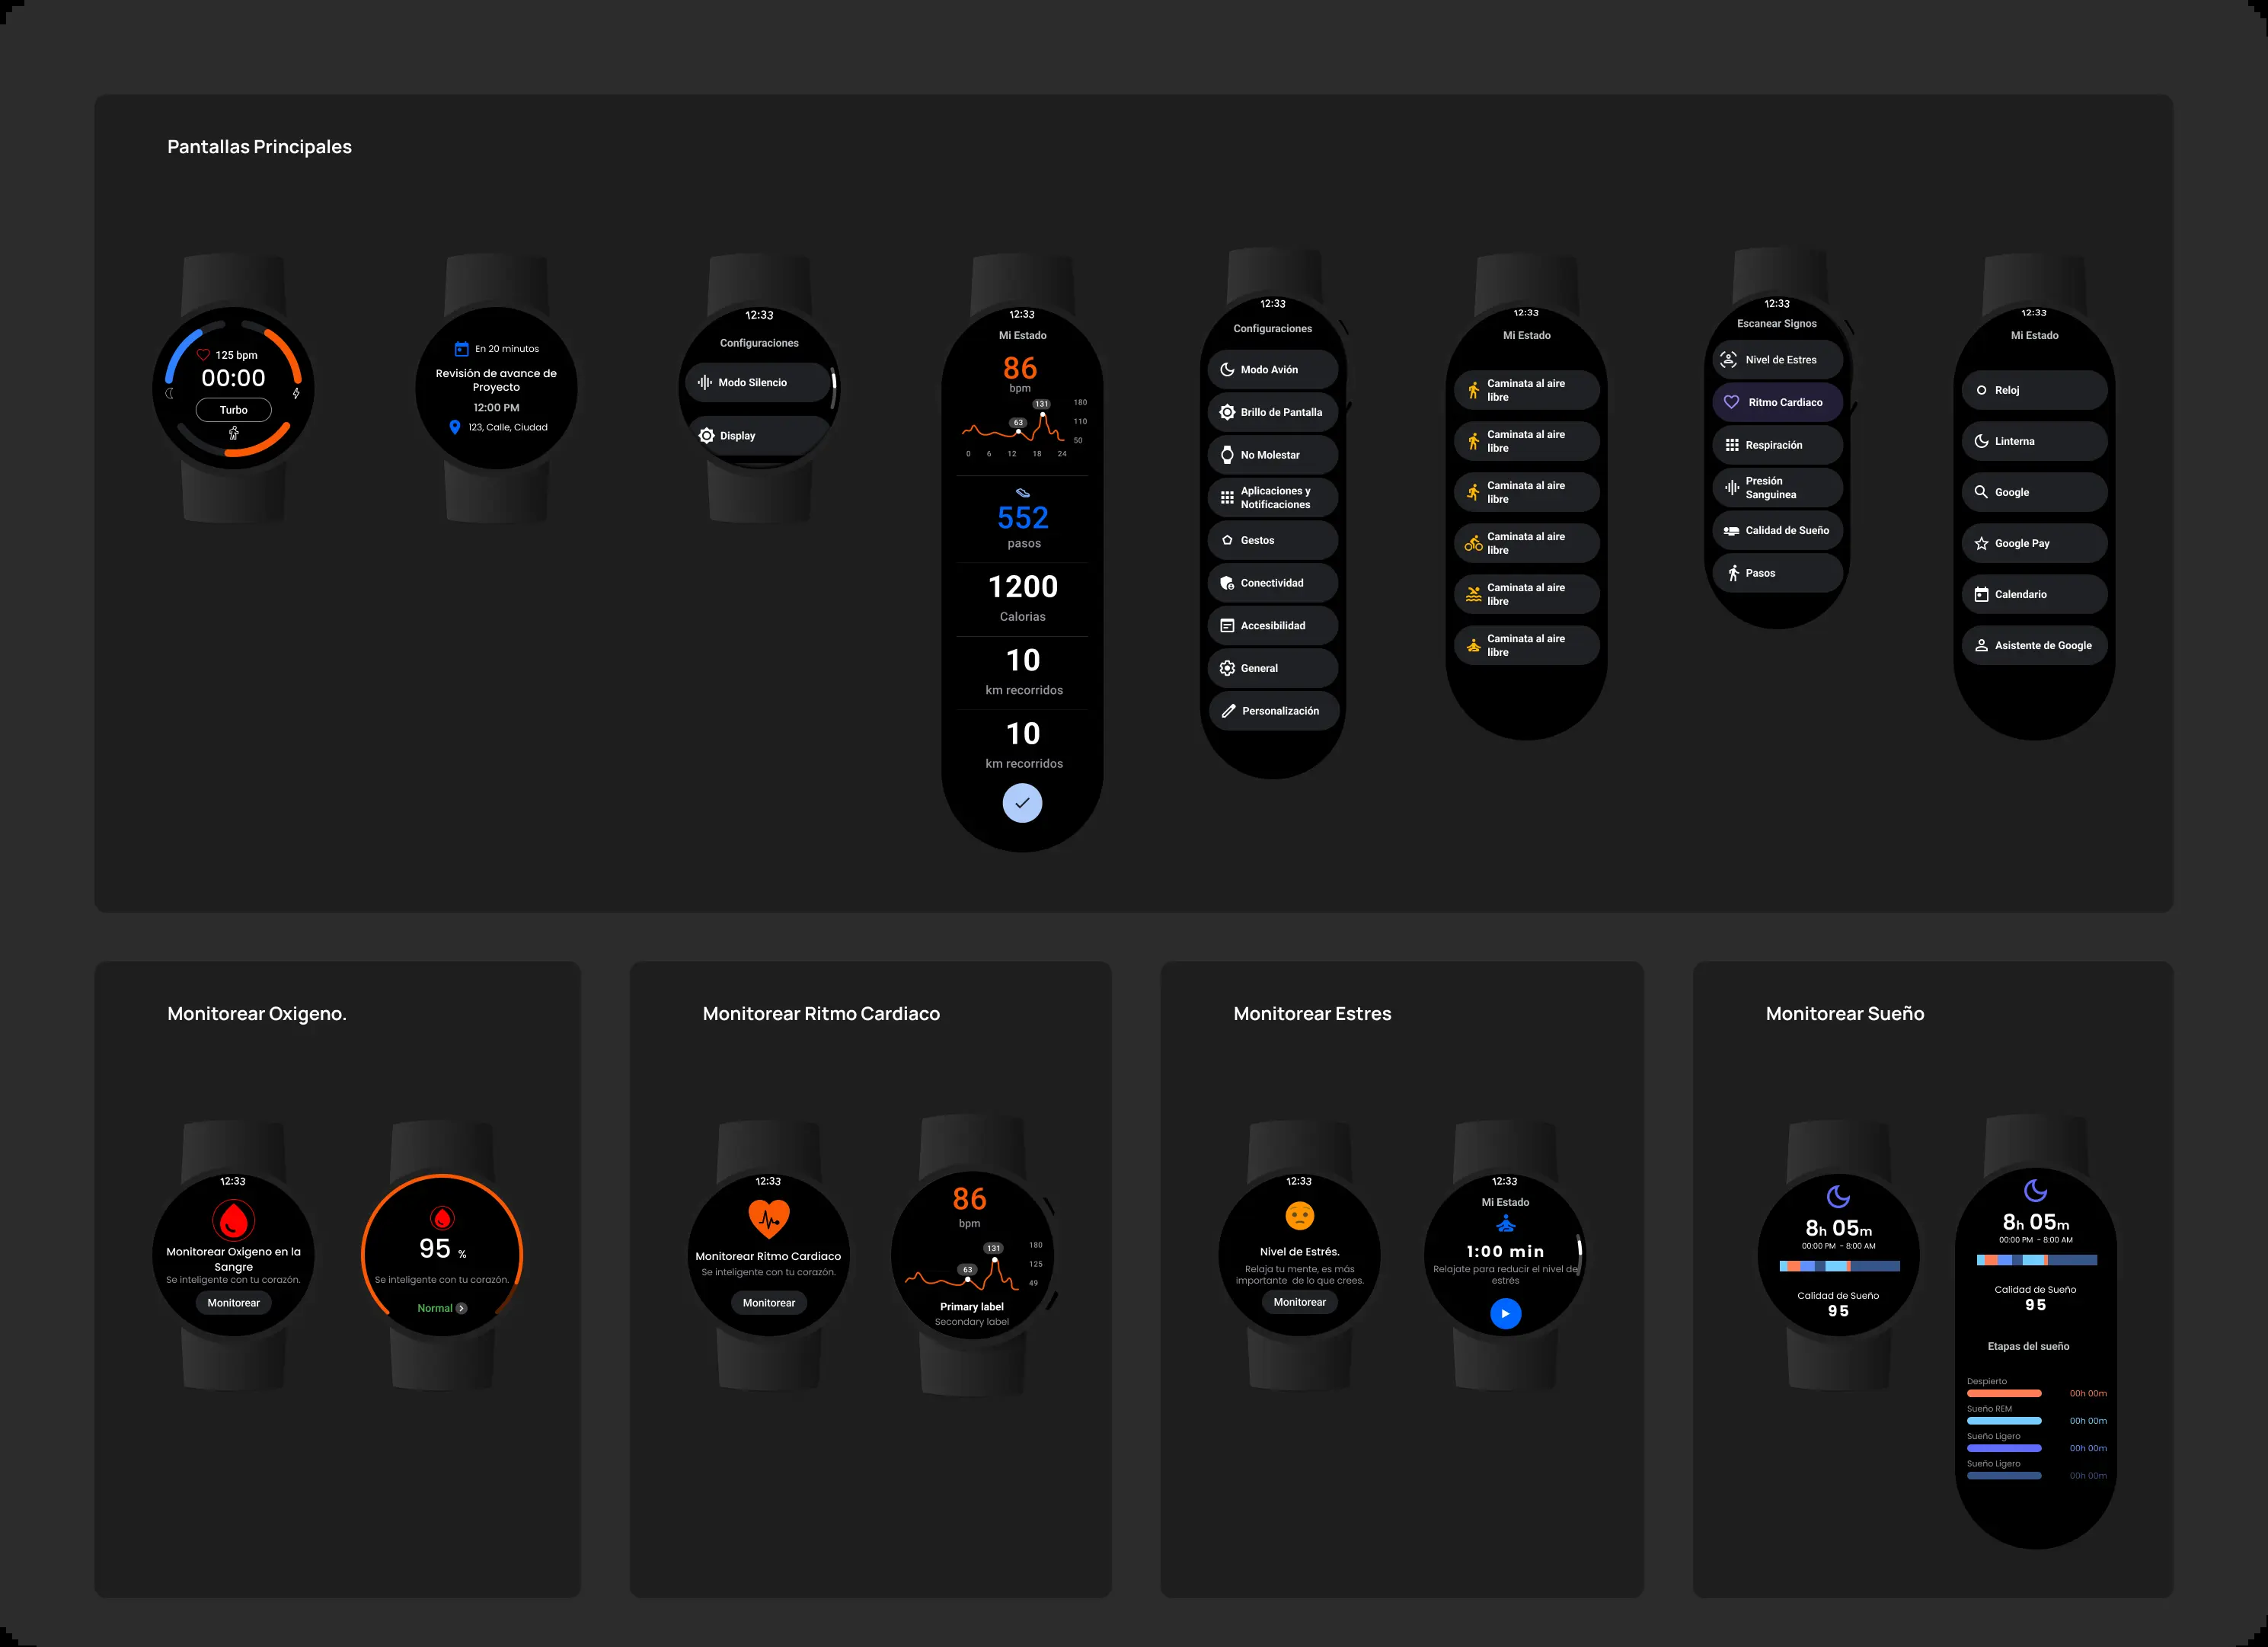 Pantallas Principales
125 bpm
00:00
Turbo
En 20 minutos
Revisión de avance de
Proyecto
12:00 PM
123, Calle, Ciudad
12:33
Configuraciones
Modo Silencio
Display
12:33
Mi Estado
86
bpm
131
63
180
110
50
0 6 12 18 24
552
pasos
1200
Calorias
10
km recorridos
10
km recorridos
12:33
Configuraciones
Modo Avión
Brillo de Pantalla
No Molestar
Aplicaciones y
Notificaciones
Gestos
Conectividad
Accesibilidad
General
Personalización
12:33
Mi Estado
Caminata al aire
libre
Caminata al aire
libre
Caminata al aire
libre
Caminata al aire
libre
Caminata al aire
libre
Caminata al aire
libre
12:33
Escanear Signos
Nivel de Estres
Ritmo Cardiaco
Respiración
Presión
Sanguinea
Calidad de Sueño
Pasos
12:33
Mi Estado
Reloj
Linterna
Google
Google Pay
Calendario
Asistente de Google
Monitorear Oxigeno.
12:33
Monitorear Oxigeno en la
Sangre
Se inteligente con tu corazón.
Monitorear
95 %
Se inteligente con tu corazón.
Normal
Monitorear Ritmo Cardiaco
12:33
Monitorear Ritmo Cardiaco
Se inteligente con tu corazón.
Monitorear
86
bpm
131
63
180
125
49
Primary label
Secondary label
Monitorear Estres
12:33
Nivel de Estrés.
Relaja tu mente, es más
importante de lo que crees.
Monitorear
12:33
Mi Estado
1:00 min
Relajate para reducir el nivel de
estrés
Monitorear Sueño
8h 05m
00:00 PM - 8:00 AM
Calidad de Sueño
95
8h 05m
00:00 PM - 8:00 AM
Calidad de Sueño
95
Etapas del sueño
Despierto
00h 00m
Sueño REM
00h 00m
Sueño Ligero
00h 00m
Sueño Ligero
00h 00m